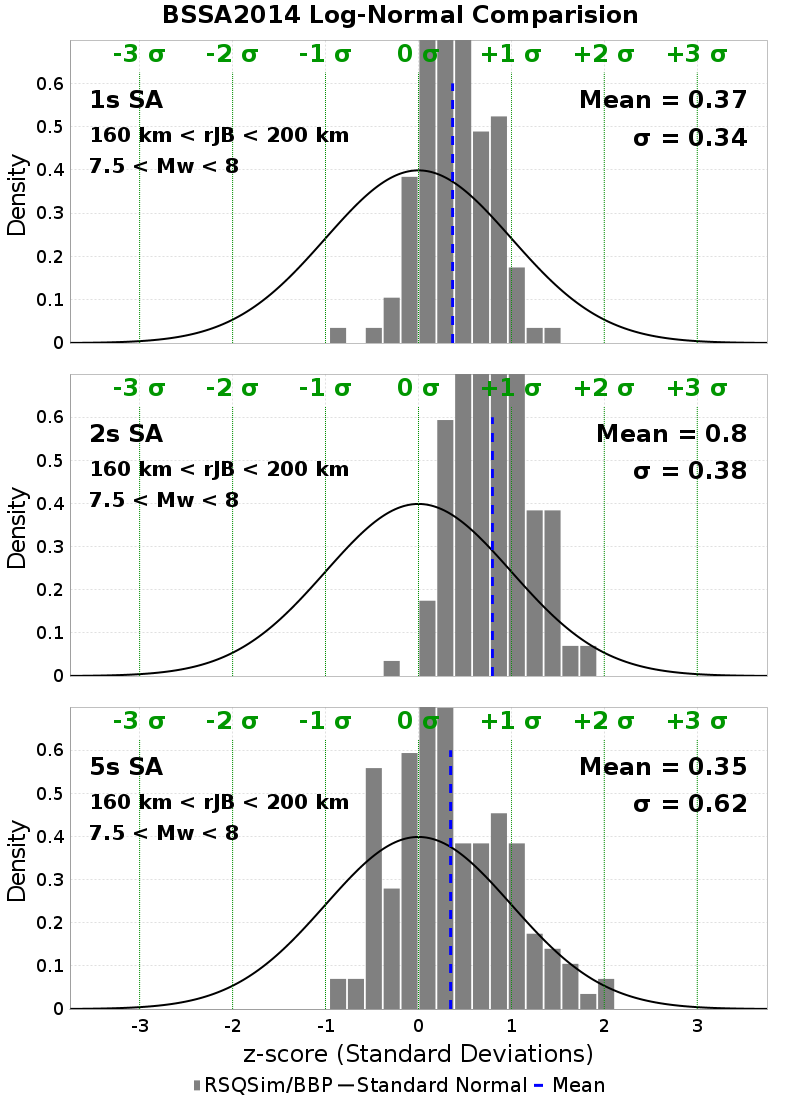 BSSA2014 Log-Normal Comparision
-3 σ -2 σ -1 σ 0 σ +1 σ +2 σ +3 σ
1s SA
Mean = 0.37
160 km < rJB < 200 km
σ = 0.34
7.5 < Mw < 8
Density
0.6
0.5
0.4
0.3
0.2
0.1
0
-3 σ -2 σ -1 σ 0 σ +1 σ +2 σ +3 σ
2s SA
Mean = 0.8
160 km < rJB < 200 km
σ = 0.38
7.5 < Mw < 8
Density
0.6
0.5
0.4
0.3
0.2
0.1
0
-3 σ -2 σ -1 σ 0 σ +1 σ +2 σ +3 σ
5s SA
Mean = 0.35
160 km < rJB < 200 km
σ = 0.62
7.5 < Mw < 8
Density
0.6
0.5
0.4
0.3
0.2
0.1
0
-3 -2 -1 0 1 2 3
z-score (Standard Deviations)
RSQSim/BBP Standard Normal Mean